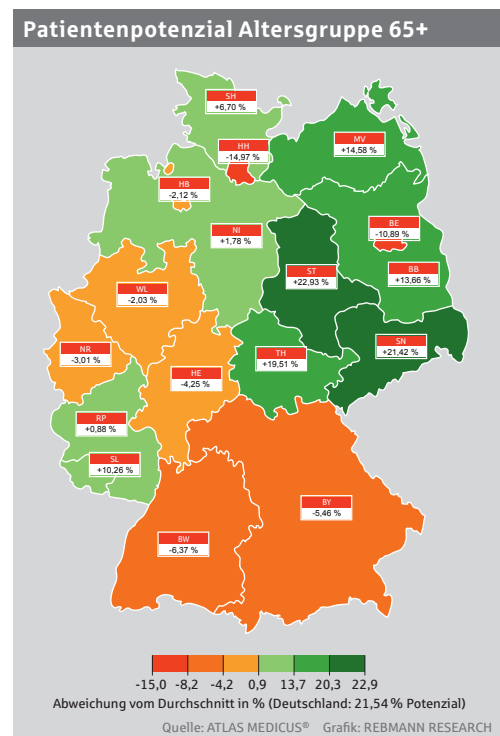 Patientenpotenzial Altersgruppe 65+
SH
+6,70 %
HH
-14,97 %
MV
+14,58 %
HB
-2,12 %
BE
-10,89 %
NI
+1,78 %
ST
+22,93 %
BB
+13,66 %
WL
-2,03 %
NR
-3,01 %
HE
-4,25 %
TH
+19,51 %
SN
+21,42 %
RP
+0,88 %
SL
+10,26 %
BY
-5,46 %
BW
-6,37 %
-15,0 -8,2 -4,2 0,9 13,7 20,3 22,9
Abweichung vom Durchschnitt in % (Deutschland: 21,54 % Potenzial)
Quelle: ATLAS MEDICUS® Grafik: REBMANN RESEARCH